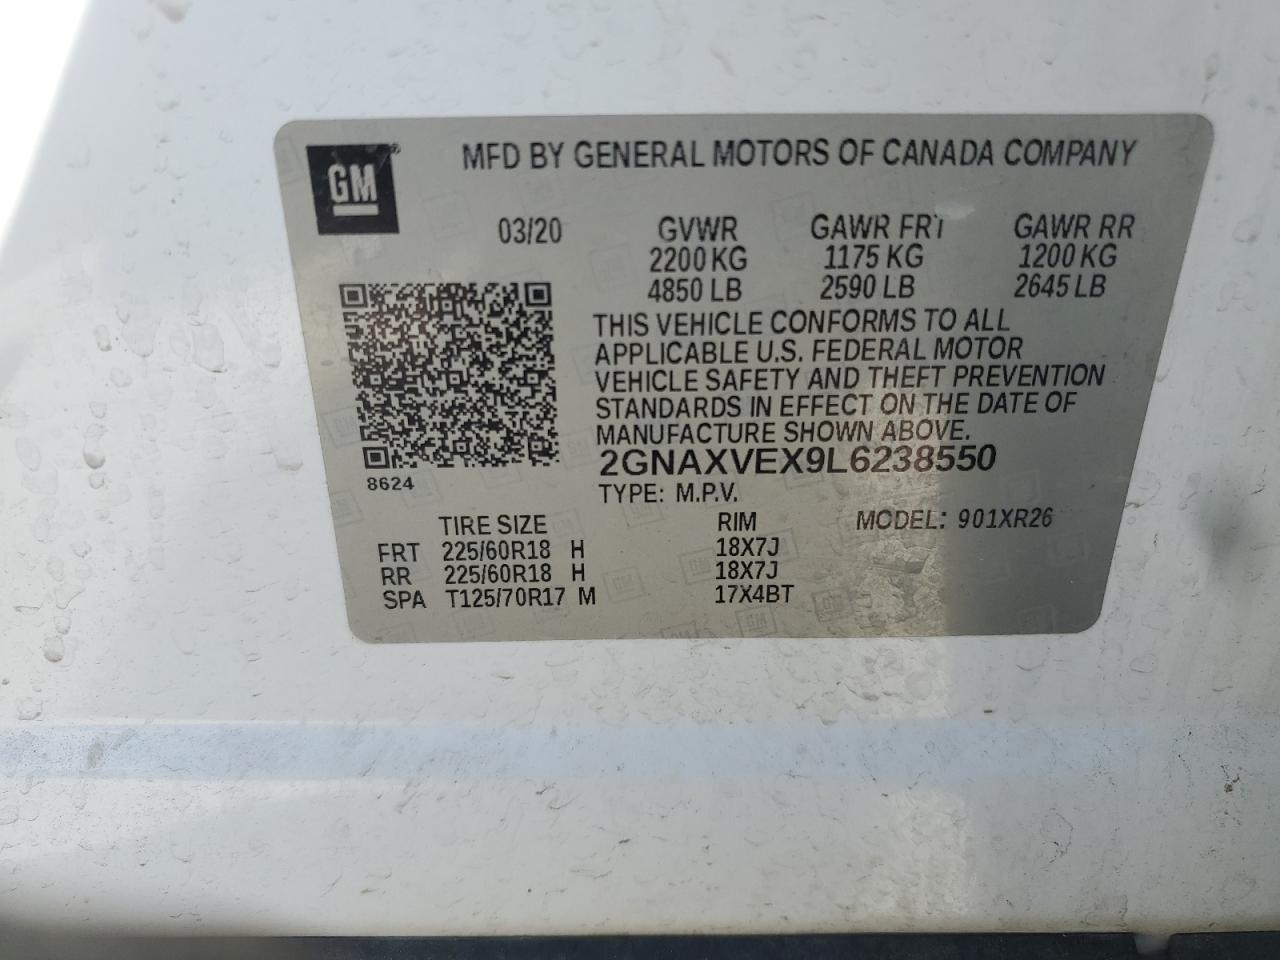 GM®
MFD BY GENERAL MOTORS OF CANADA COMPANY
03/20 GVWR GAWR FRT GAWR RR
2200 KG 1175 KG 1200 KG
4850 LB 2590 LB 2645 LB
THIS VEHICLE CONFORMS TO ALL
APPLICABLE U.S. FEDERAL MOTOR
VEHICLE SAFETY AND THEFT PREVENTION
STANDARDS IN EFFECT ON THE DATE OF
MANUFACTURE SHOWN ABOVE.
2GNAXVEX9L6238550
8624
TYPE: M.P.V.
TIRE SIZE RIM MODEL: 901XR26
FRT 225/60R18 H 18X7J
RR 225/60R18 H 18X7J
SPA T125/70R17 M 17X4BT